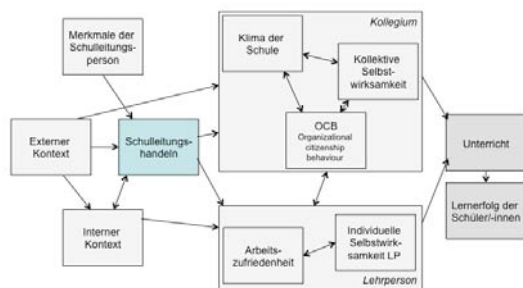 Kollegium
Merkmale der
Schulleitungs-
person
Klima der
Schule
Kollektive
Selbst-
wirksamkeit
Externer
Kontext
Schulleitungs-
handeln
OCB
Organizational
citizenship
behaviour
Unterricht
Lernerfolg der
Schüler/-innen
Interner
Kontext
Arbeits-
zufriedenheit
Individuelle
Selbstwirk-
samkeit LP
Lehrperson